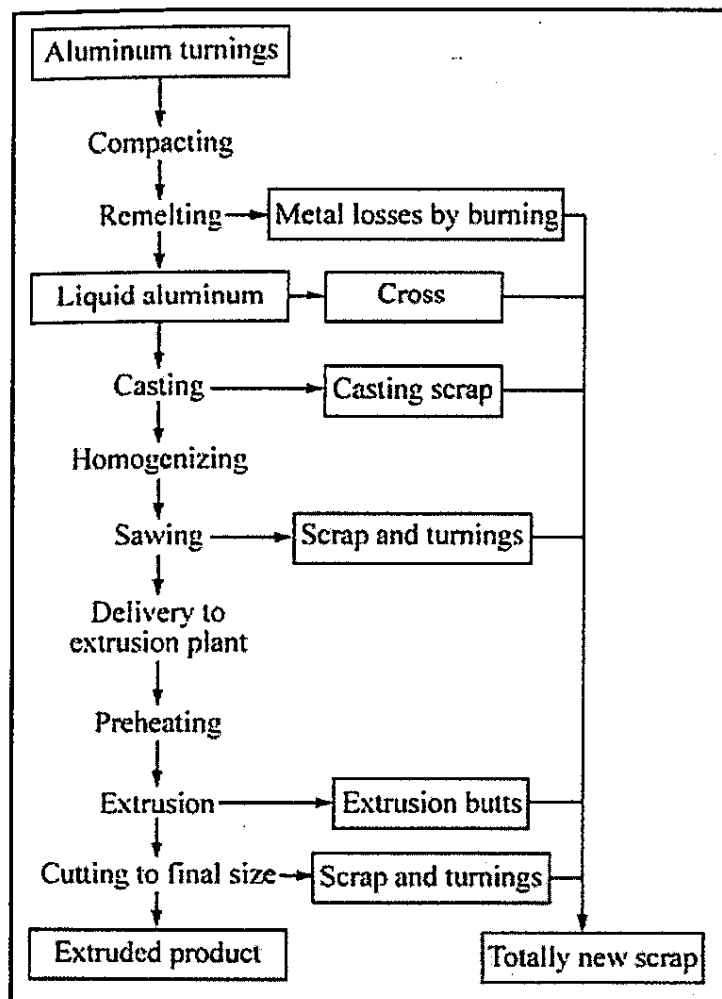 Aluminum turnings
Compacting
Remelting
Metal losses by burning
Liquid aluminum
Cross
Casting
Casting scrap
Homogenizing
Sawing
Scrap and turnings
Delivery to
extrusion plant
Preheating
Extrusion
Extrusion butts
Cutting to final size
Scrap and turnings
Extruded product
Totally new scrap